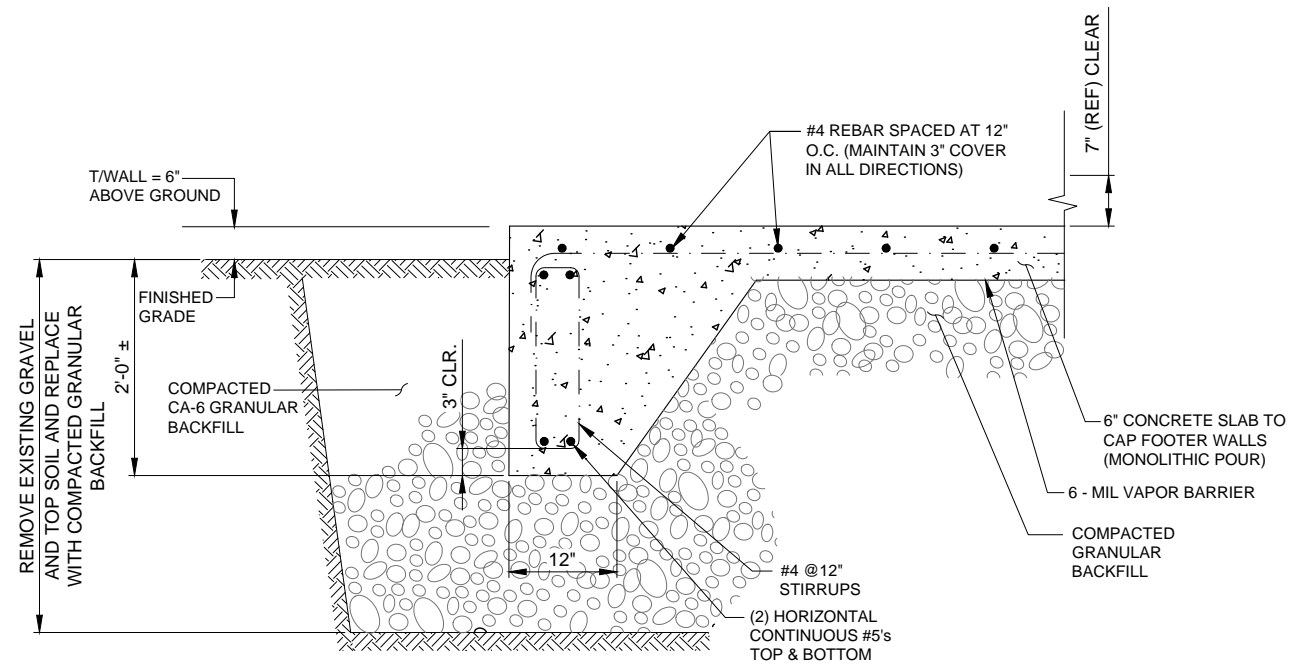 7" (REF) CLEAR
#4 REBAR SPACED AT 12"
O.C. (MAINTAIN 3" COVER
IN ALL DIRECTIONS)
T/WALL = 6"
ABOVE GROUND
FINISHED
GRADE
REMOVE EXISTING GRAVEL
AND TOP SOIL AND REPLACE
WITH COMPACTED GRANULAR
BACKFILL
2'-0" ±
COMPACTED
CA-6 GRANULAR
BACKFILL
3" CLR.
12"
6" CONCRETE SLAB TO
CAP FOOTER WALLS
(MONOLITHIC POUR)
6 - MIL VAPOR BARRIER
COMPACTED
GRANULAR
BACKFILL
#4 @12"
STIRRUPS
(2) HORIZONTAL
CONTINUOUS #5's
TOP & BOTTOM